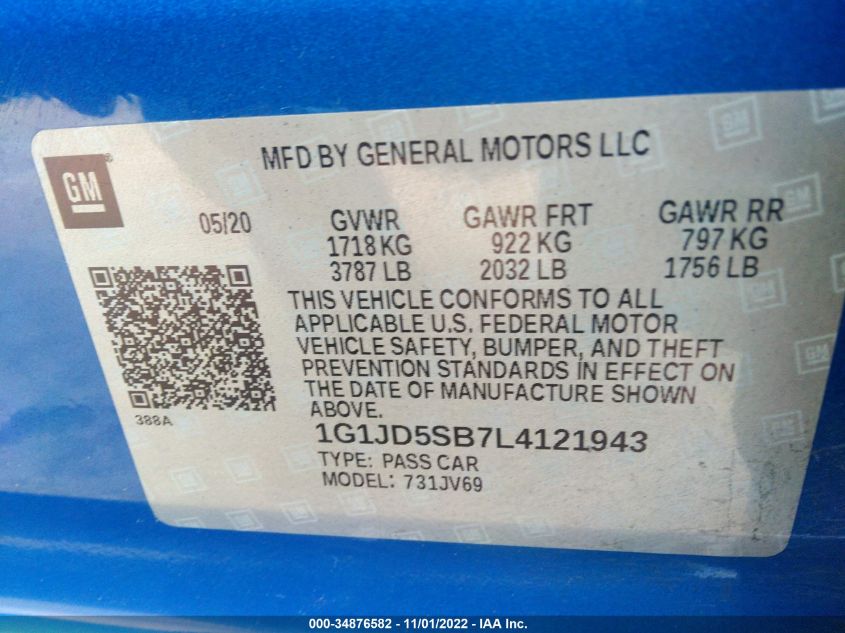 MFD BY GENERAL MOTORS LLC
GM®
05/20
GVWR GAWR FRT GAWR RR
1718 KG 922 KG 797 KG
3787 LB 2032 LB 1756 LB
THIS VEHICLE CONFORMS TO ALL
APPLICABLE U.S. FEDERAL MOTOR
VEHICLE SAFETY, BUMPER, AND THEFT
PREVENTION STANDARDS IN EFFECT ON
THE DATE OF MANUFACTURE SHOWN
ABOVE.
388A
1G1JD5SB7L4121943
TYPE: PASS CAR
MODEL: 731JV69
000-34876582 - 11/01/2022 - IAA Inc.